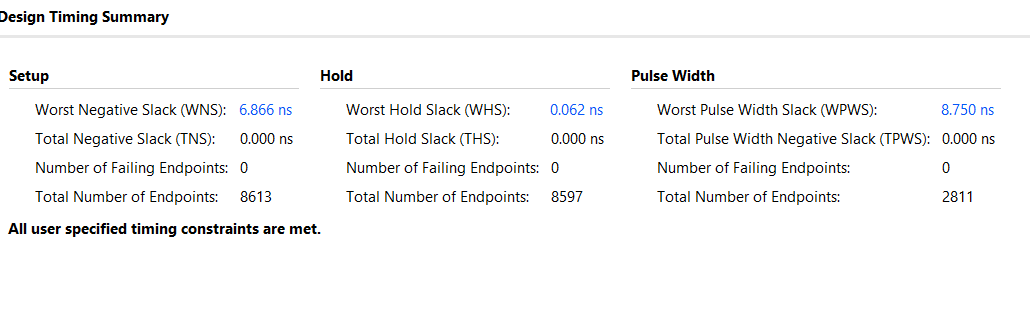 Design Timing Summary
Setup Hold Pulse Width
Worst Negative Slack (WNS): 6.866 ns Worst Hold Slack (WHS): 0.062 ns Worst Pulse Width Slack (WPWS): 8.750 ns
Total Negative Slack (TNS): 0.000 ns Total Hold Slack (THS): 0.000 ns Total Pulse Width Negative Slack (TPWS): 0.000 ns
Number of Failing Endpoints: 0 Number of Failing Endpoints: 0 Number of Failing Endpoints: 0
Total Number of Endpoints: 8613 Total Number of Endpoints: 8597 Total Number of Endpoints: 2811
All user specified timing constraints are met.